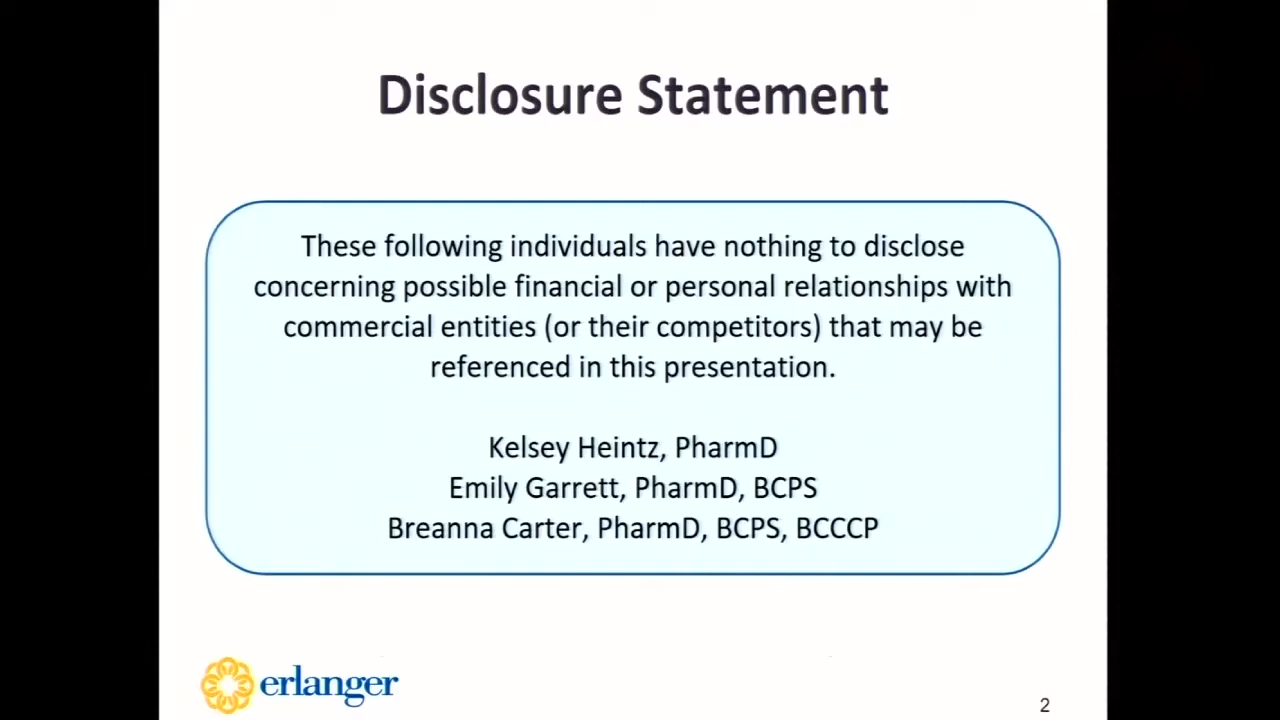 Disclosure Statement
These following individuals have nothing to disclose
concerning possible financial or personal relationships with
commercial entities (or their competitors) that may be
referenced in this presentation.
Kelsey Heintz, PharmD
Emily Garrett, PharmD, BCPS
Breanna Carter, PharmD, BCPS, BCCCP
erlanger
2